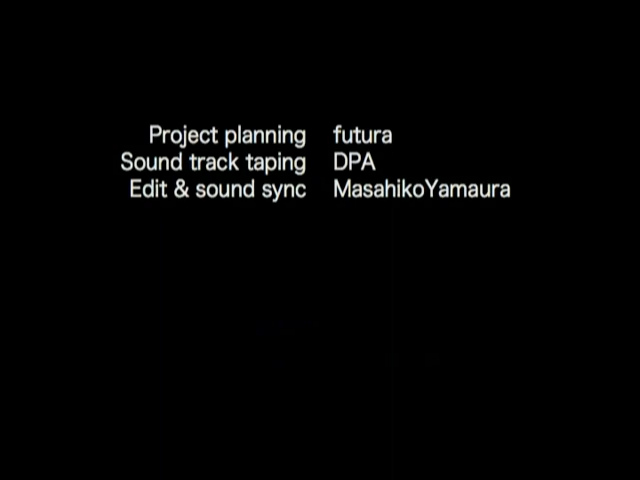 Project planning futura
Sound track taping DPA
Edit & sound sync MasahikoYamaura